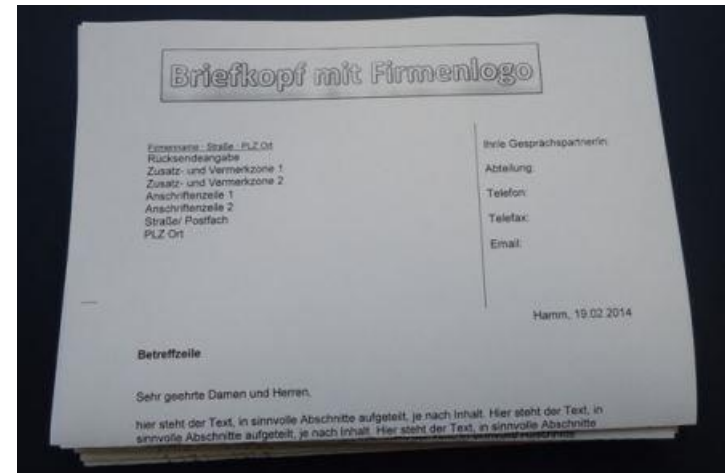 Briefkopf mit Firmenlogo
Firmenname · Straße · PLZ Ort
Rücksendeangabe
Zusatz- und Vermerkzone 1
Zusatz- und Vermerkzone 2
Anschriftenzeile 1
Anschriftenzeile 2
Straße/ Postfach
PLZ Ort
Ihr/e Gesprächspartner/in:
Abteilung:
Telefon:
Telefax:
Email:
Hamm, 19.02.2014
Betreffzeile
Sehr geehrte Damen und Herren,
hier steht der Text, in sinnvolle Abschnitte aufgeteilt, je nach Inhalt. Hier steht der Text, in
sinnvolle Abschnitte aufgeteilt, je nach Inhalt. Hier steht der Text, in sinnvolle Abschnitte